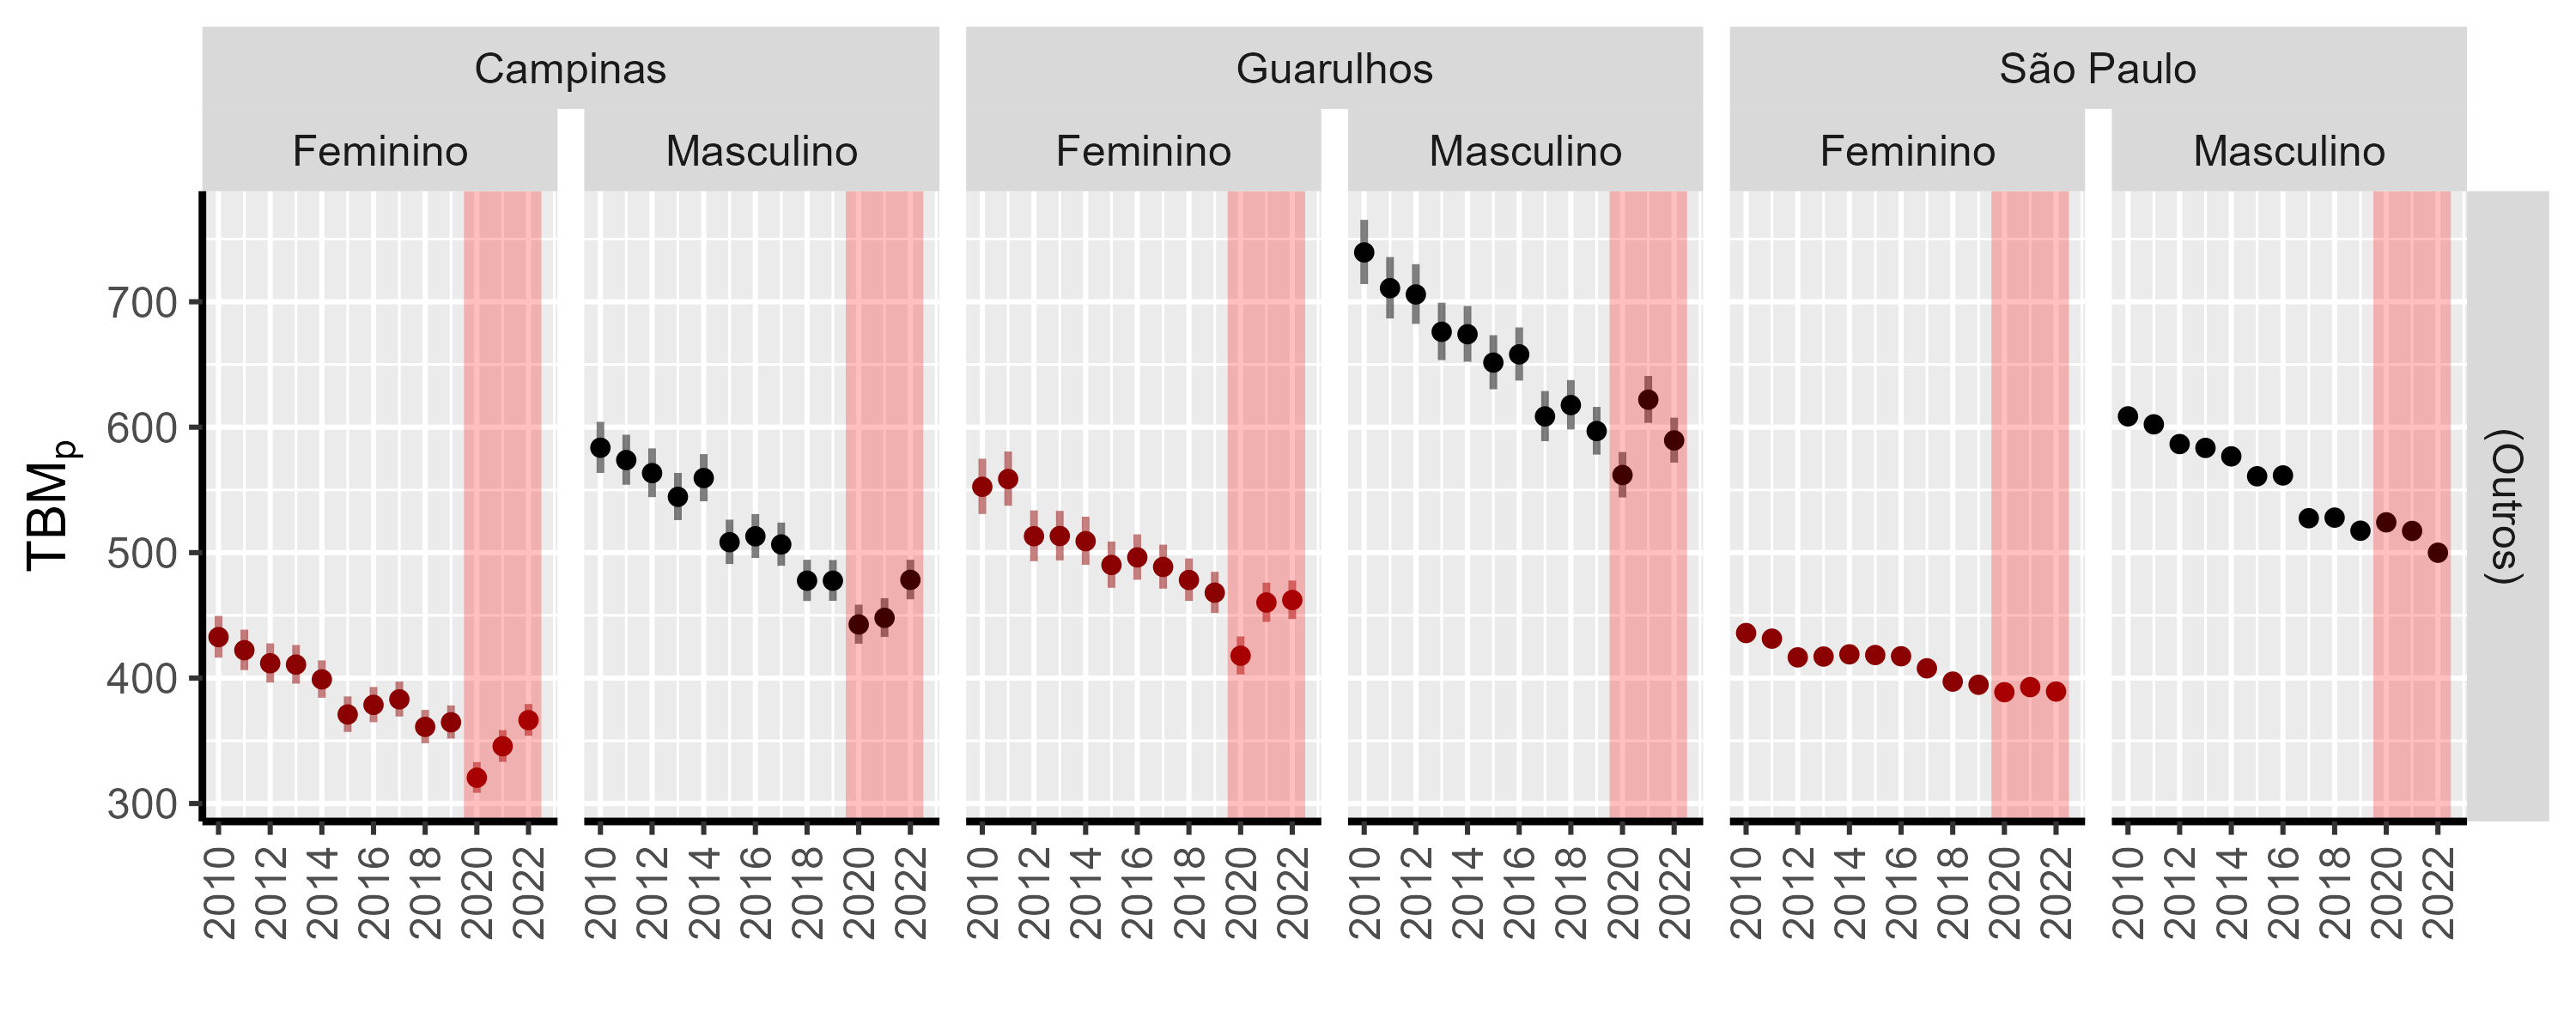 Campinas Guarulhos São Paulo
Feminino Masculino Feminino Masculino Feminino Masculino
700
600
500
400
300
TBMp
(Outros)
2010 2012 2014 2016 2018 2020 2022 2010 2012 2014 2016 2018 2020 2022 2010 2012 2014 2016 2018 2020 2022 2010 2012 2014 2016 2018 2020 2022 2010 2012 2014 2016 2018 2020 2022 2010 2012 2014 2016 2018 2020 2022